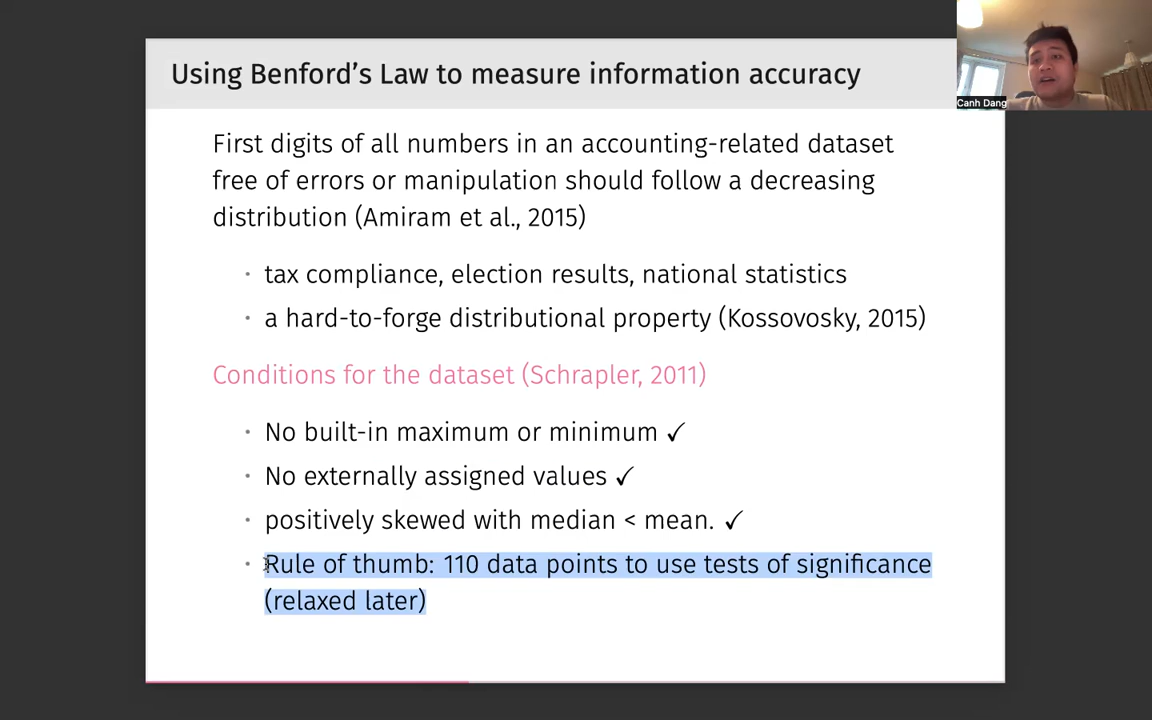 Using Benford’s Law to measure information accuracy
Canh Dang
First digits of all numbers in an accounting-related dataset
free of errors or manipulation should follow a decreasing
distribution (Amiram et al., 2015)
• tax compliance, election results, national statistics
• a hard-to-forge distributional property (Kossovosky, 2015)
Conditions for the dataset (Schrapler, 2011)
• No built-in maximum or minimum ✓
• No externally assigned values ✓
• positively skewed with median < mean. ✓
• Rule of thumb: 110 data points to use tests of significance
(relaxed later)